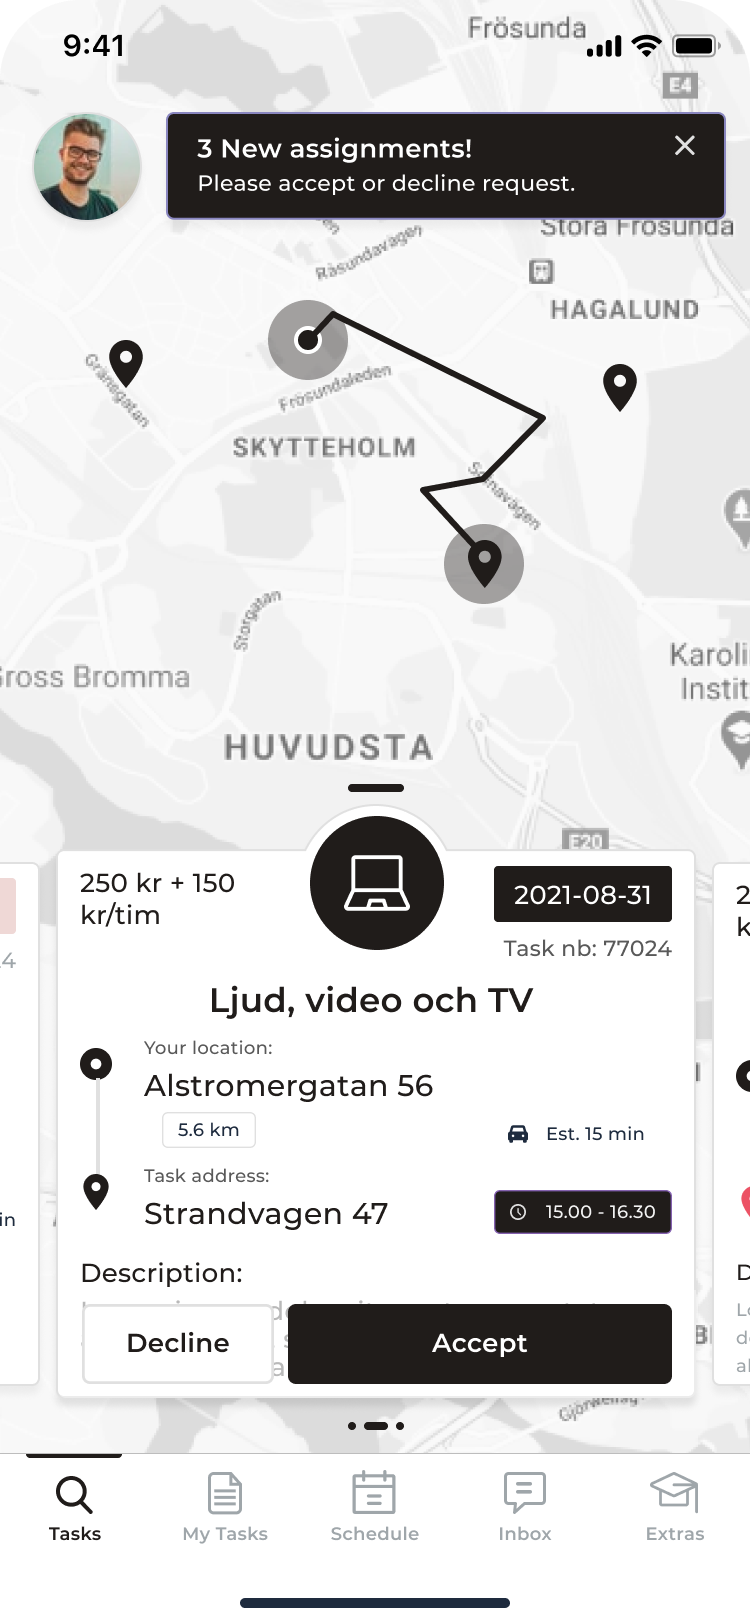 9:41
Frösunda
E4
3 New assignments!
Please accept or decline request.
Råsundavägen
Stora Frösunda
HAGALUND
Gränsgatan
Frösundaleden
SKYTTEHOLM
Solnavägen
Storgatan
Gross Bromma
Karoli
Instit
HUVUDSTA
E20
250 kr + 150
kr/tim
2021-08-31
Task nb: 77024
Ljud, video och TV
Your location:
Alstromergatan 56
5.6 km
Est. 15 min
Task address:
Strandvagen 47
15.00 - 16.30
Description:
Decline
Accept
Tasks
My Tasks
Schedule
Inbox
Extras